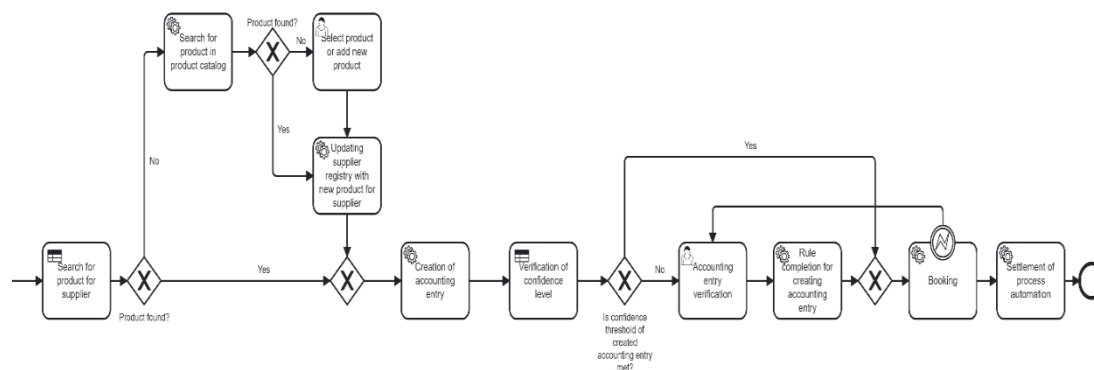 Product found?
Search for
product in
product catalog
No
Select product
or add new
product
Yes
No
Updating
supplier
registry with
new product for
supplier
Yes
Search for
product for
supplier
Product found?
Yes
Creation of
accounting
entry
Verification of
confidence
level
No
Is confidence
threshold of
created
accounting entry
met?
Accounting
entry
verification
Rule
completion for
creating
accounting
entry
Booking
Settlement of
process
automation